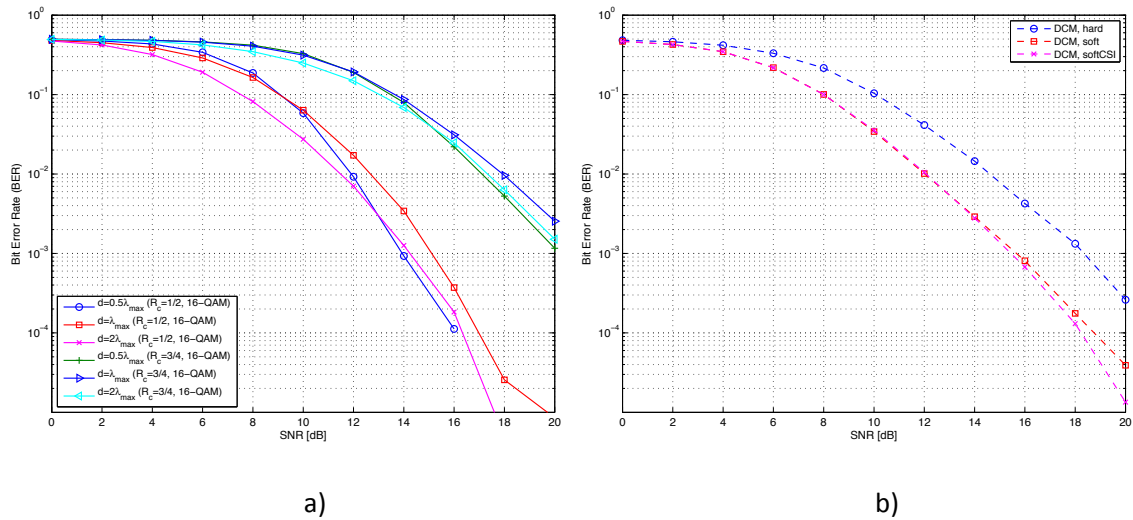 10⁰
10⁻¹
10⁻²
10⁻³
10⁻⁴
Bit Error Rate (BER)
0 2 4 6 8 10 12 14 16 18 20
SNR [dB]
d=0.5λmax (Rc=1/2, 16−QAM)
d=λmax (Rc=1/2, 16−QAM)
d=2λmax (Rc=1/2, 16−QAM)
d=0.5λmax (Rc=3/4, 16−QAM)
d=λmax (Rc=3/4, 16−QAM)
d=2λmax (Rc=3/4, 16−QAM)
a)
10⁰
10⁻¹
10⁻²
10⁻³
10⁻⁴
Bit Error Rate (BER)
0 2 4 6 8 10 12 14 16 18 20
SNR [dB]
DCM, hard
DCM, soft
DCM, softCSI
b)